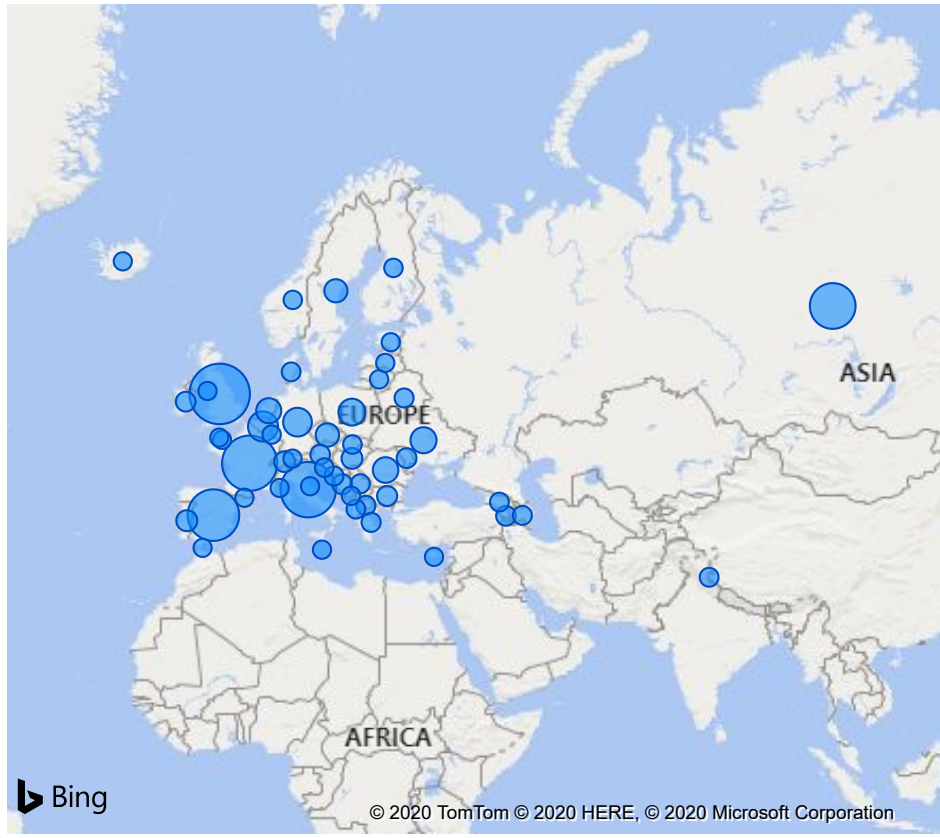 ASIA
EUROPE
AFRICA
Bing
© 2020 TomTom © 2020 HERE, © 2020 Microsoft Corporation